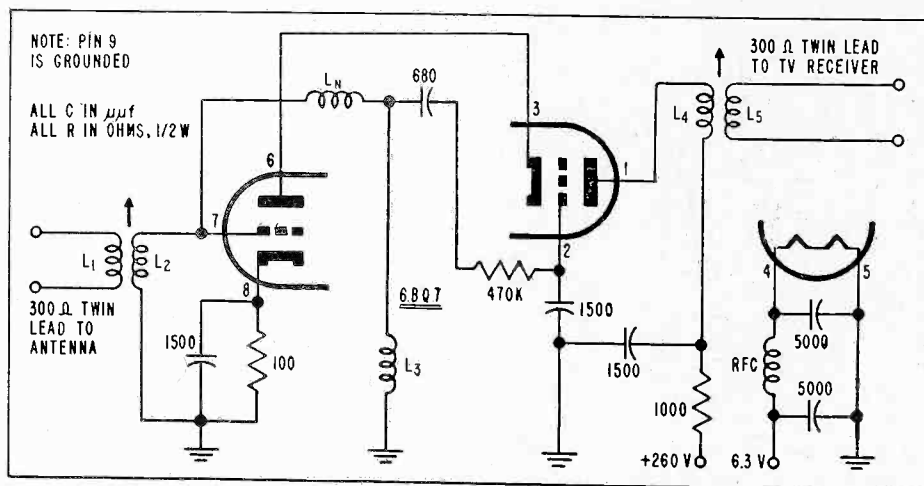 NOTE: PIN 9
IS GROUNDED
ALL C IN μμf
ALL R IN OHMS, 1/2 W
300 Ω TWIN LEAD
TO TV RECEIVER
LN
680
3
6
7
8
L1
L2
300 Ω TWIN
LEAD TO
ANTENNA
1500
100
6BQ7
L3
470K
2
1
1500
1500
L4
L5
1000
+260 V
4
5
5000
RFC
5000
6.3 V